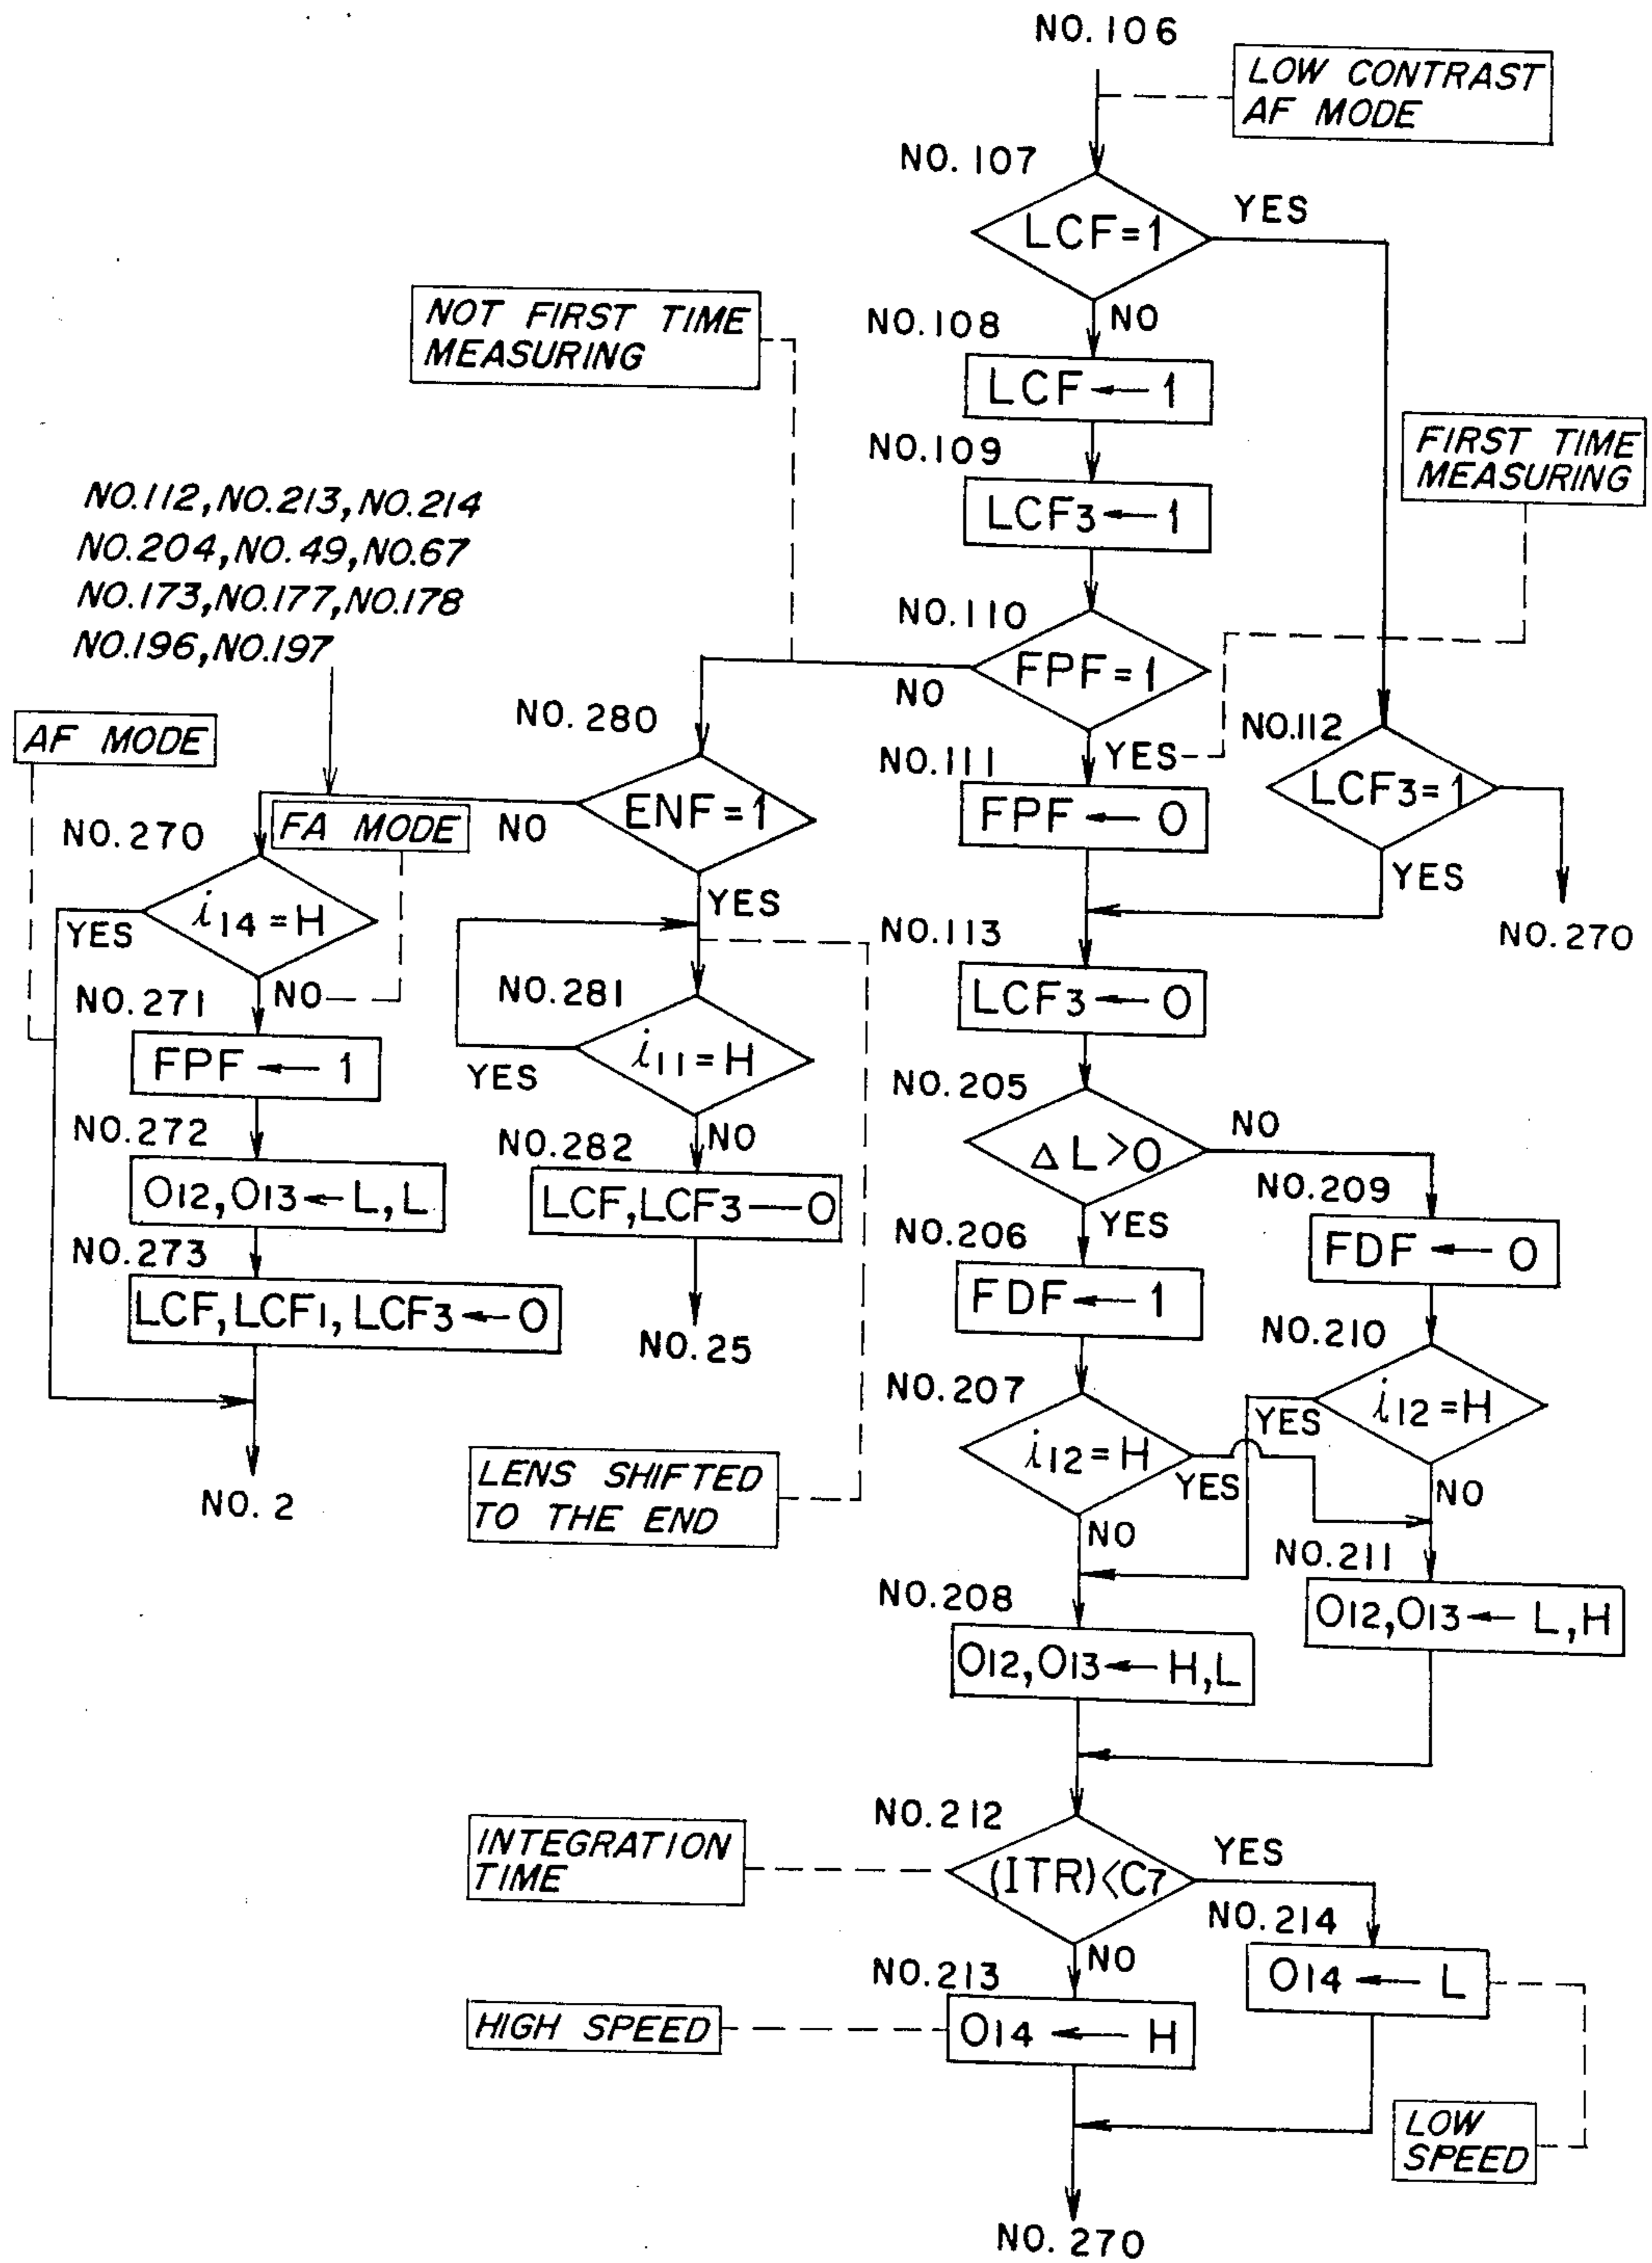 NO.106
LOW CONTRAST
AF MODE
NO.107
LCF=1
YES
NO
NOT FIRST TIME
MEASURING
NO.108
LCF ← 1
NO.109
LCF3 ← 1
FIRST TIME
MEASURING
NO.112, NO.213, NO.214
NO.204, NO.49, NO.67
NO.173, NO.177, NO.178
NO.196, NO.197
NO.110
FPF=1
NO
YES
NO.111
FPF ← 0
NO.112
LCF3=1
YES
NO.270
AF MODE
NO.280
ENF=1
NO
YES
FA MODE
NO.270
i14=H
YES
NO
NO.271
FPF ← 1
NO.272
O12,O13 ← L,L
NO.273
LCF,LCF1,LCF3 ← 0
NO.2
NO.281
i11=H
YES
NO
NO.282
LCF,LCF3 — 0
NO.25
LENS SHIFTED
TO THE END
NO.113
LCF3 ← 0
NO.205
ΔL>0
NO
YES
NO.206
FDF ← 1
NO.209
FDF ← 0
NO.207
i12=H
YES
NO
NO.210
i12=H
YES
NO
NO.208
O12,O13 ← H,L
NO.211
O12,O13 ← L,H
NO.212
(ITR)<C7
YES
NO
INTEGRATION
TIME
NO.213
O14 ← H
HIGH SPEED
NO.214
O14 ← L
LOW
SPEED
NO.270